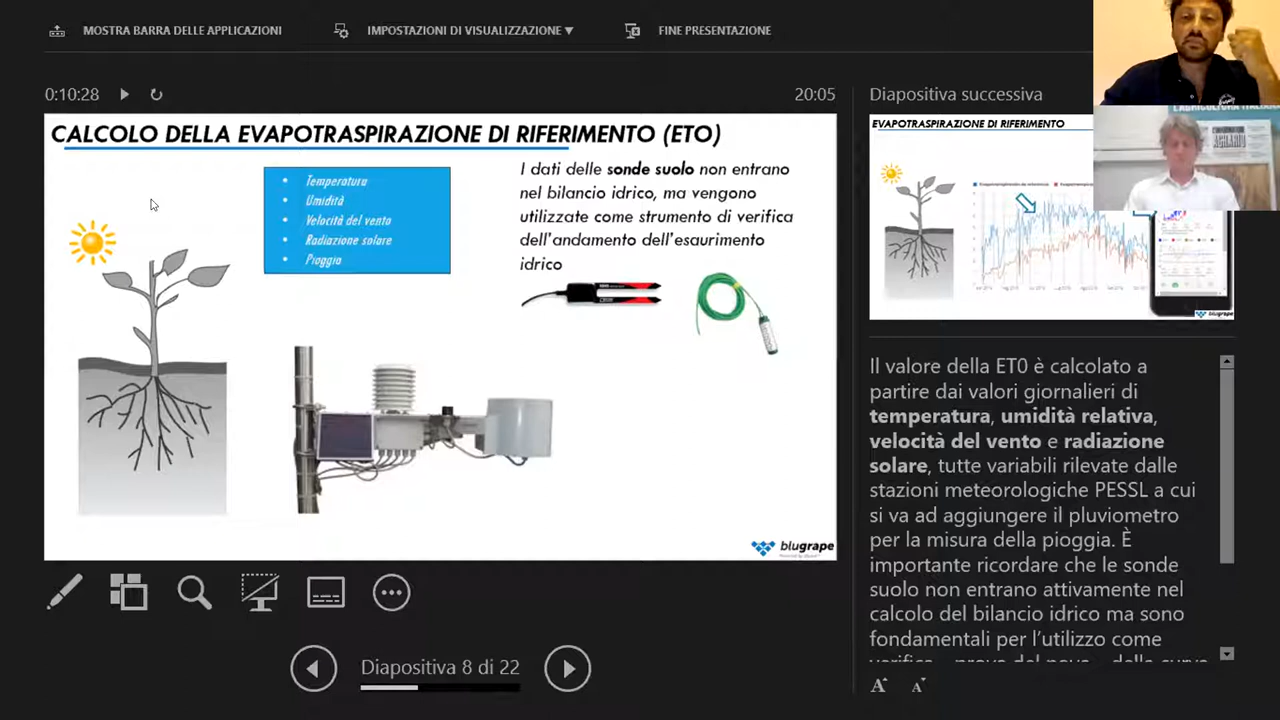 MOSTRA BARRA DELLE APPLICAZIONI
IMPOSTAZIONI DI VISUALIZZAZIONE ▼
FINE PRESENTAZIONE
0:10:28
20:05
CALCOLO DELLA EVAPOTRASPIRAZIONE DI RIFERIMENTO (ETO)
• Temperatura
• Umidità
• Velocità del vento
• Radiazione solare
• Pioggia
I dati delle sonde suolo non entrano
nel bilancio idrico, ma vengono
utilizzate come strumento di verifica
dell'andamento dell'esaurimento
idrico
blugrape
Diapositiva 8 di 22
Diapositiva successiva
EVAPOTRASPIRAZIONE DI RIFERIMENTO
blugrape
L'AGRICOLTURA ITALIA
AGRARIO
Il valore della ET0 è calcolato a
partire dai valori giornalieri di
temperatura, umidità relativa,
velocità del vento e radiazione
solare, tutte variabili rilevate dalle
stazioni meteorologiche PESSL a cui
si va ad aggiungere il pluviometro
per la misura della pioggia. È
importante ricordare che le sonde
suolo non entrano attivamente nel
calcolo del bilancio idrico ma sono
fondamentali per l'utilizzo come
A A